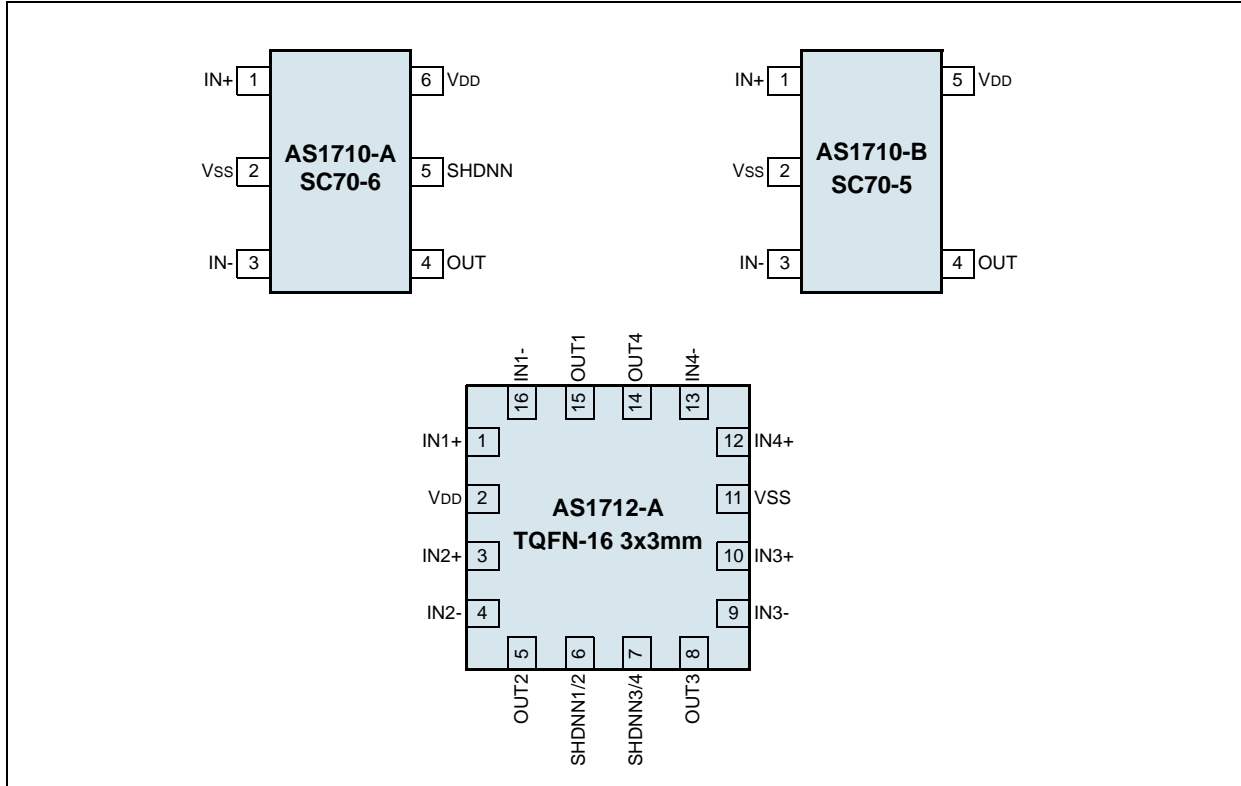 IN+ 1 6 VDD
VSS 2 AS1710-A SC70-6 5 SHDNN
IN- 3 4 OUT
IN+ 1 5 VDD
VSS 2 AS1710-B SC70-5
IN- 3 4 OUT
IN1- OUT1 OUT4 IN4-
16 15 14 13
IN1+ 1 12 IN4+
VDD 2 11 VSS
AS1712-A
TQFN-16 3x3mm
IN2+ 3 10 IN3+
IN2- 4 9 IN3-
5 6 7 8
OUT2 SHDNN1/2 SHDNN3/4 OUT3